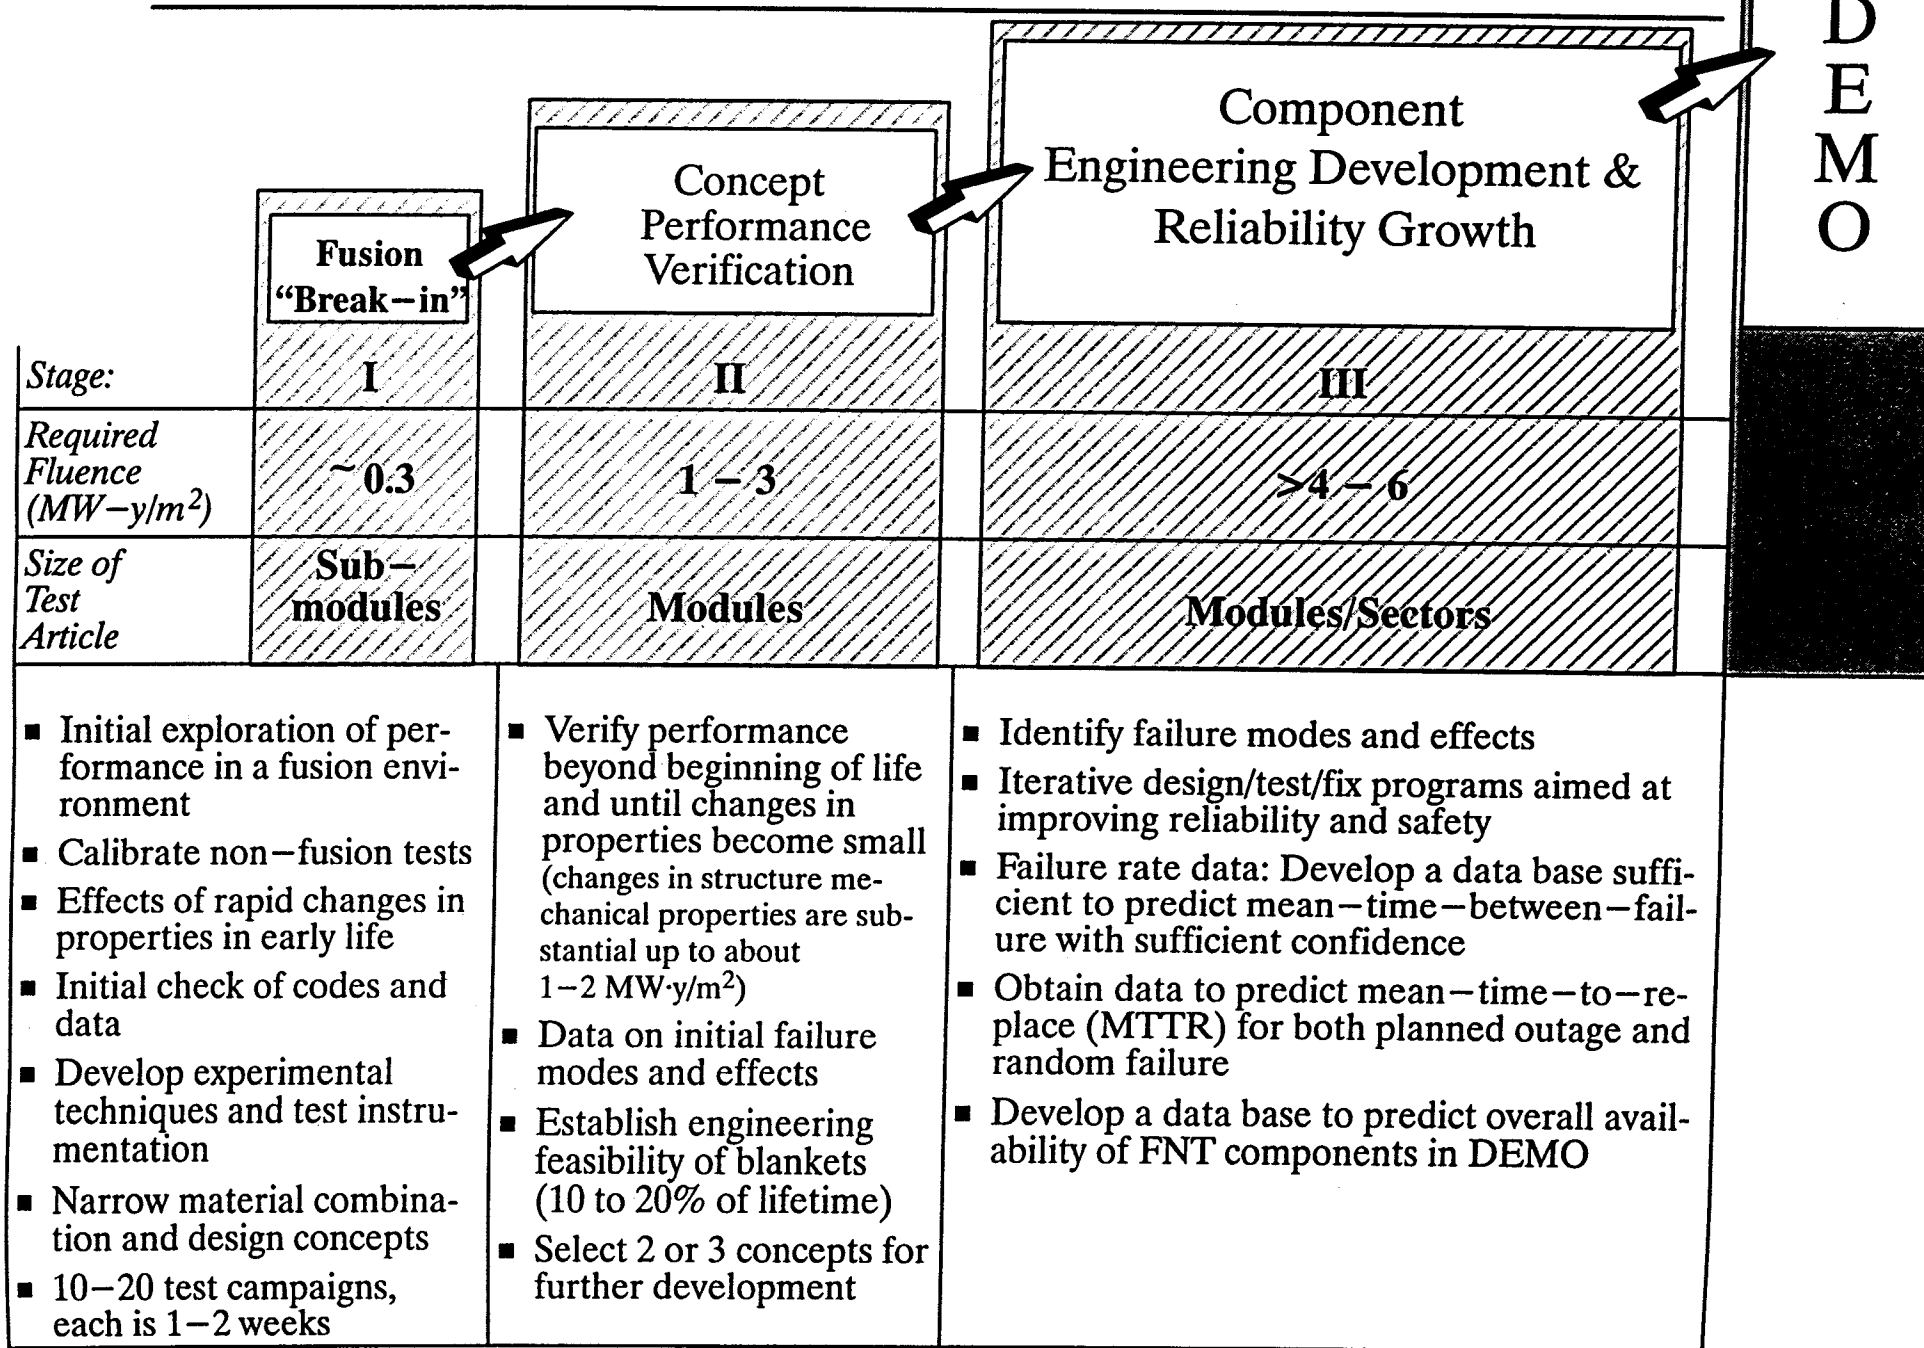 D
E
M
O
Component
Engineering Development &
Reliability Growth
Concept
Performance
Verification
Fusion
“Break−in”
Stage:
I
II
III
Required
Fluence
(MW−y/m²)
~0.3
1 − 3
>4 − 6
Size of
Test
Article
Sub−
modules
Modules
Modules/Sectors
▪ Initial exploration of per-
formance in a fusion envi-
ronment
▪ Calibrate non−fusion tests
▪ Effects of rapid changes in
properties in early life
▪ Initial check of codes and
data
▪ Develop experimental
techniques and test instru-
mentation
▪ Narrow material combina-
tion and design concepts
▪ 10−20 test campaigns,
each is 1−2 weeks
▪ Verify performance
beyond beginning of life
and until changes in
properties become small
(changes in structure me-
chanical properties are sub-
stantial up to about
1−2 MW·y/m²)
▪ Data on initial failure
modes and effects
▪ Establish engineering
feasibility of blankets
(10 to 20% of lifetime)
▪ Select 2 or 3 concepts for
further development
▪ Identify failure modes and effects
▪ Iterative design/test/fix programs aimed at
improving reliability and safety
▪ Failure rate data: Develop a data base suffi-
cient to predict mean−time−between−fail-
ure with sufficient confidence
▪ Obtain data to predict mean−time−to−re-
place (MTTR) for both planned outage and
random failure
▪ Develop a data base to predict overall avail-
ability of FNT components in DEMO